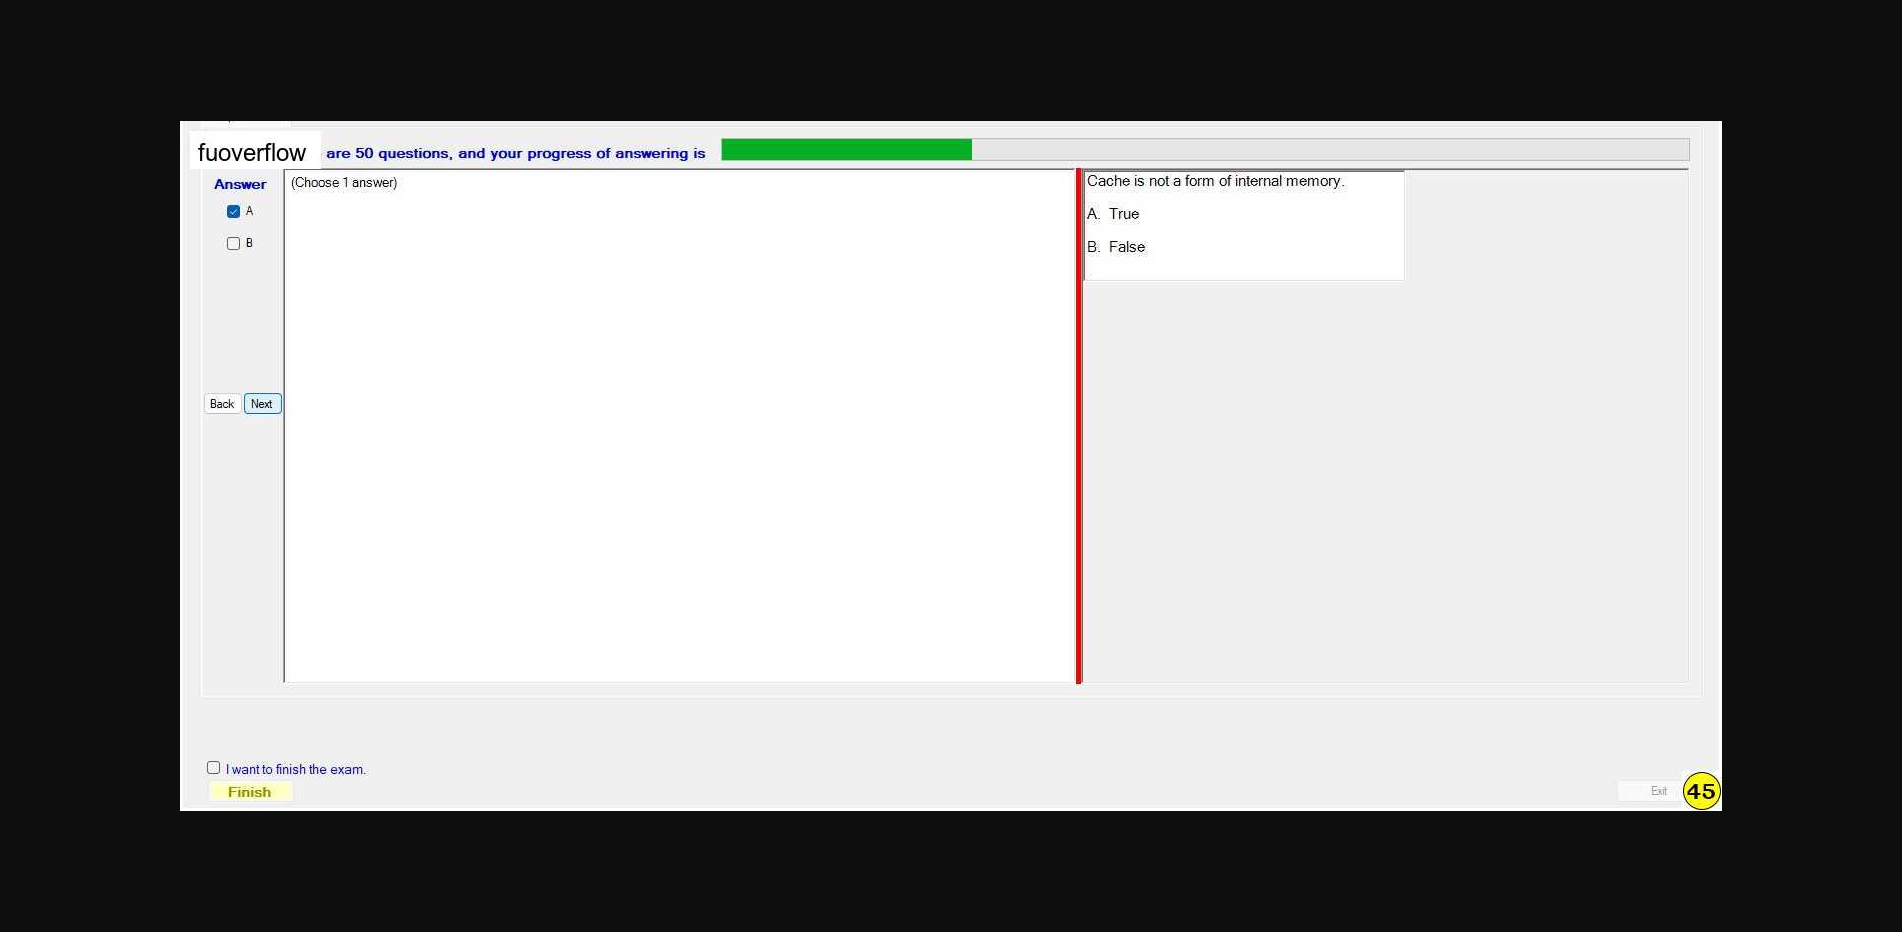 fuoverflow are 50 questions, and your progress of answering is
Answer
A
B
Back Next
(Choose 1 answer)
Cache is not a form of internal memory.
A. True
B. False
I want to finish the exam.
Finish
Exit
45